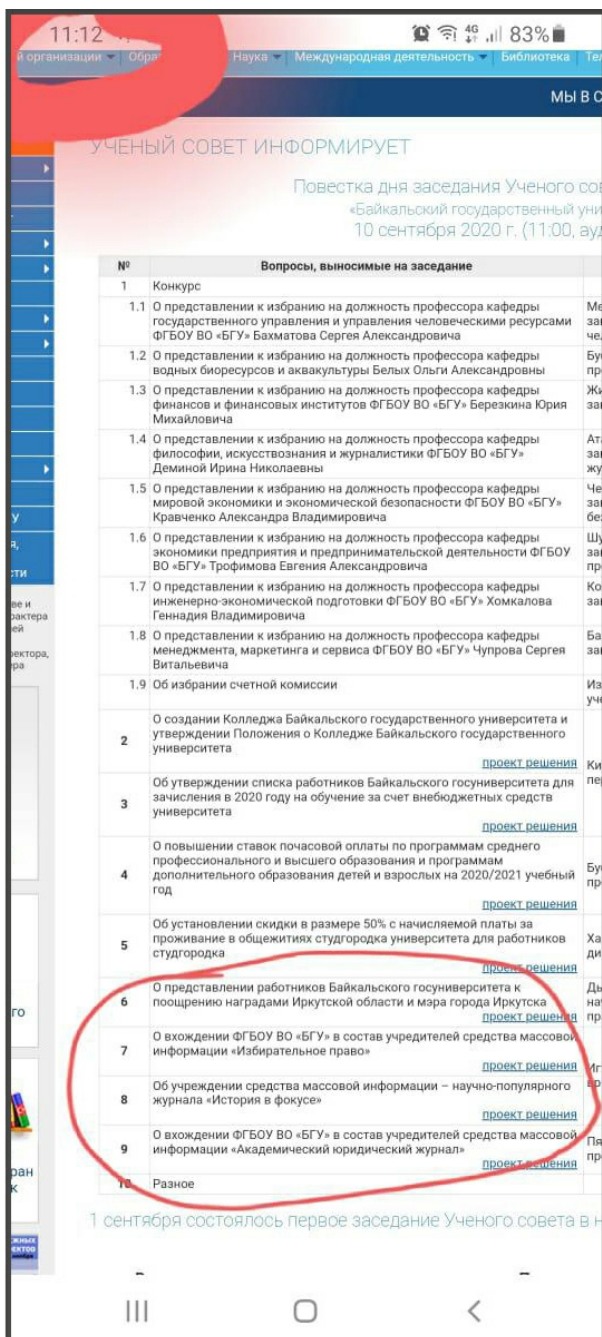 11:12
4G
83%
й организации
Обра
Наука
Международная деятельность
Библиотека
Тел
МЫ В С
УЧЕНЫЙ СОВЕТ ИНФОРМИРУЕТ
Повестка дня заседания Ученого сов
«Байкальский государственный уни
10 сентября 2020 г. (11:00, ауд
№ Вопросы, выносимые на заседание
1 Конкурс
1.1 О представлении к избранию на должность профессора кафедры
государственного управления и управления человеческими ресурсами
ФГБОУ ВО «БГУ» Бахматова Сергея Александровича
1.2 О представлении к избранию на должность профессора кафедры
водных биоресурсов и аквакультуры Белых Ольги Александровны
1.3 О представлении к избранию на должность профессора кафедры
финансов и финансовых институтов ФГБОУ ВО «БГУ» Березкина Юрия
Михайловича
1.4 О представлении к избранию на должность профессора кафедры
философии, искусствознания и журналистики ФГБОУ ВО «БГУ»
Деминой Ирина Николаевны
1.5 О представлении к избранию на должность профессора кафедры
мировой экономики и экономической безопасности ФГБОУ ВО «БГУ»
Кравченко Александра Владимировича
1.6 О представлении к избранию на должность профессора кафедры
экономики предприятия и предпринимательской деятельности ФГБОУ
ВО «БГУ» Трофимова Евгения Александровича
1.7 О представлении к избранию на должность профессора кафедры
инженерно-экономической подготовки ФГБОУ ВО «БГУ» Хомкалова
Геннадия Владимировича
1.8 О представлении к избранию на должность профессора кафедры
менеджмента, маркетинга и сервиса ФГБОУ ВО «БГУ» Чупрова Сергея
Витальевича
1.9 Об избрании счетной комиссии
О создании Колледжа Байкальского государственного университета и
2 утверждении Положения о Колледже Байкальского государственного
университета
проект решения
Об утверждении списка работников Байкальского госуниверситета для
3 зачисления в 2020 году на обучение за счет внебюджетных средств
университета
проект решения
О повышении ставок почасовой оплаты по программам среднего
профессионального и высшего образования и программам
4 дополнительного образования детей и взрослых на 2020/2021 учебный
год
проект решения
Об установлении скидки в размере 50% с начисляемой платы за
5 проживание в общежитиях студгородка университета для работников
студгородка
проект решения
О представлении работников Байкальского госуниверситета к
6 поощрению наградами Иркутской области и мэра города Иркутска
проект решения
О вхождении ФГБОУ ВО «БГУ» в состав учредителей средства массовой
7 информации «Избирательное право»
проект решения
Об учреждении средства массовой информации – научно-популярного
8 журнала «История в фокусе»
проект решения
О вхождении ФГБОУ ВО «БГУ» в состав учредителей средства массовой
9 информации «Академический юридический журнал»
проект решения
10 Разное
1 сентября состоялось первое заседание Ученого совета в н